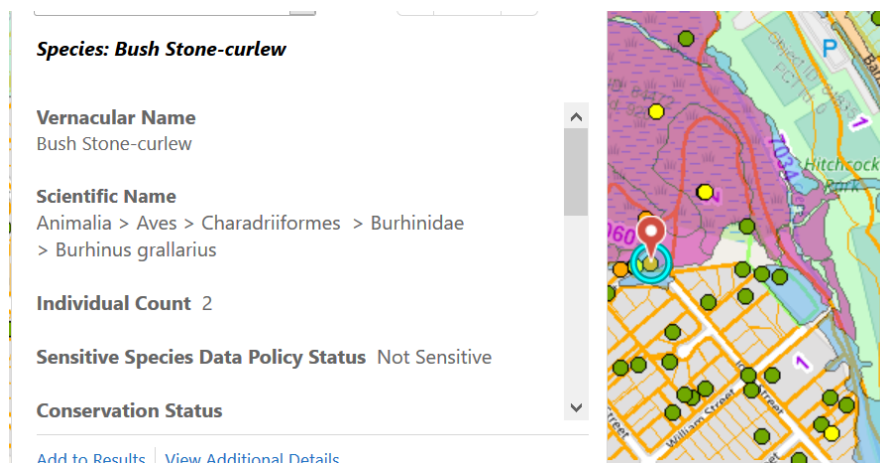 Species: Bush Stone-curlew
Vernacular Name
Bush Stone-curlew
Scientific Name
Animalia > Aves > Charadriiformes > Burhinidae
> Burhinus grallarius
Individual Count 2
Sensitive Species Data Policy Status Not Sensitive
Conservation Status
Add to Results View Additional Details
P
1
7034
Hitchcock
Park
1
William Street
Street